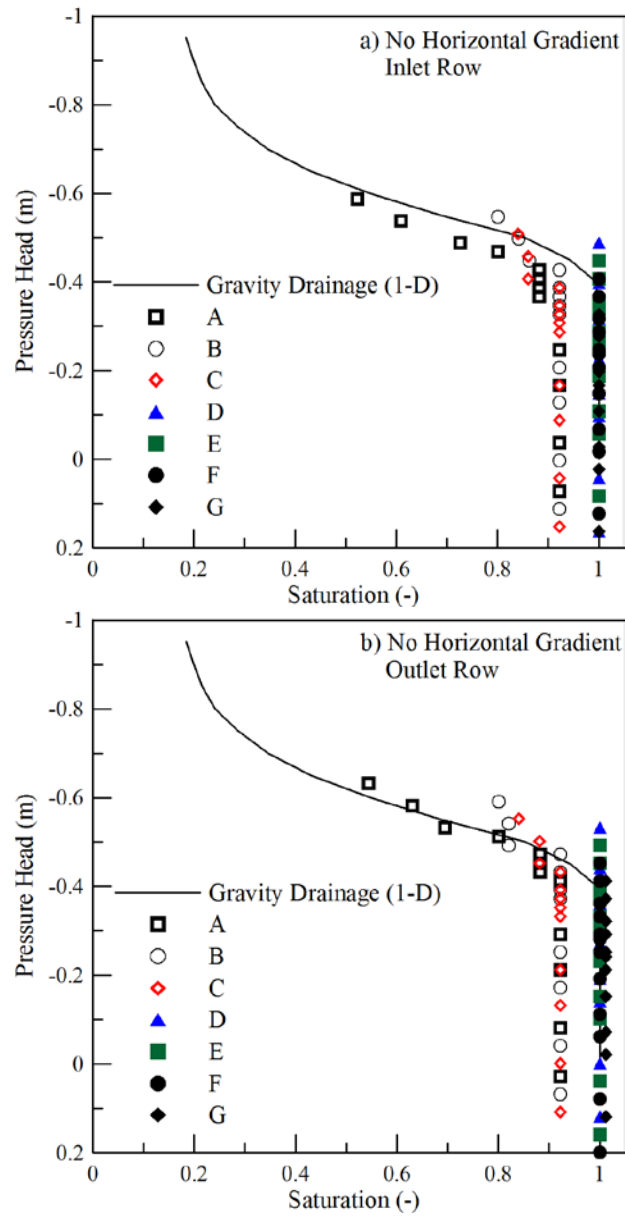 -1
a) No Horizontal Gradient
Inlet Row
-0.8
-0.6
-0.4
Gravity Drainage (1-D)
A
B
-0.2
C
D
0
E
F
G
0.2
0
0.2
0.4
0.6
0.8
1
Pressure Head (m)
Saturation (-)
-1
b) No Horizontal Gradient
Outlet Row
-0.8
-0.6
-0.4
Gravity Drainage (1-D)
A
B
-0.2
C
D
0
E
F
G
0.2
0
0.2
0.4
0.6
0.8
1
Pressure Head (m)
Saturation (-)